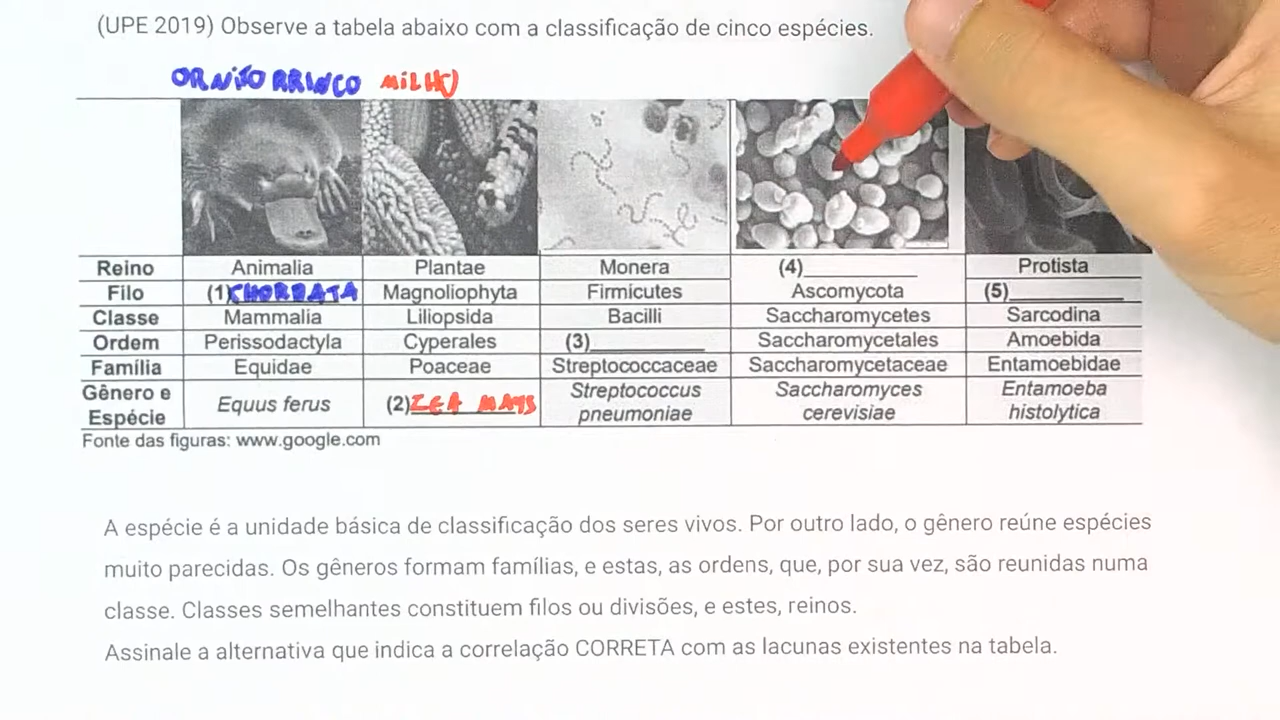 (UPE 2019) Observe a tabela abaixo com a classificação de cinco espécies.
ORNITORRINCO MILHO
Reino Animalia Plantae Monera (4)__________ Protista
Filo (1)CHORDATA Magnoliophyta Firmicutes Ascomycota (5)__________
Classe Mammalia Liliopsida Bacilli Saccharomycetes Sarcodina
Ordem Perissodactyla Cyperales (3)__________ Saccharomycetales Amoebida
Família Equidae Poaceae Streptococcaceae Saccharomycetaceae Entamoebidae
Gênero e Espécie Equus ferus (2)ZEA MAYS Streptococcus pneumoniae Saccharomyces cerevisiae Entamoeba histolytica
Fonte das figuras: www.google.com
A espécie é a unidade básica de classificação dos seres vivos. Por outro lado, o gênero reúne espécies
muito parecidas. Os gêneros formam famílias, e estas, as ordens, que, por sua vez, são reunidas numa
classe. Classes semelhantes constituem filos ou divisões, e estes, reinos.
Assinale a alternativa que indica a correlação CORRETA com as lacunas existentes na tabela.